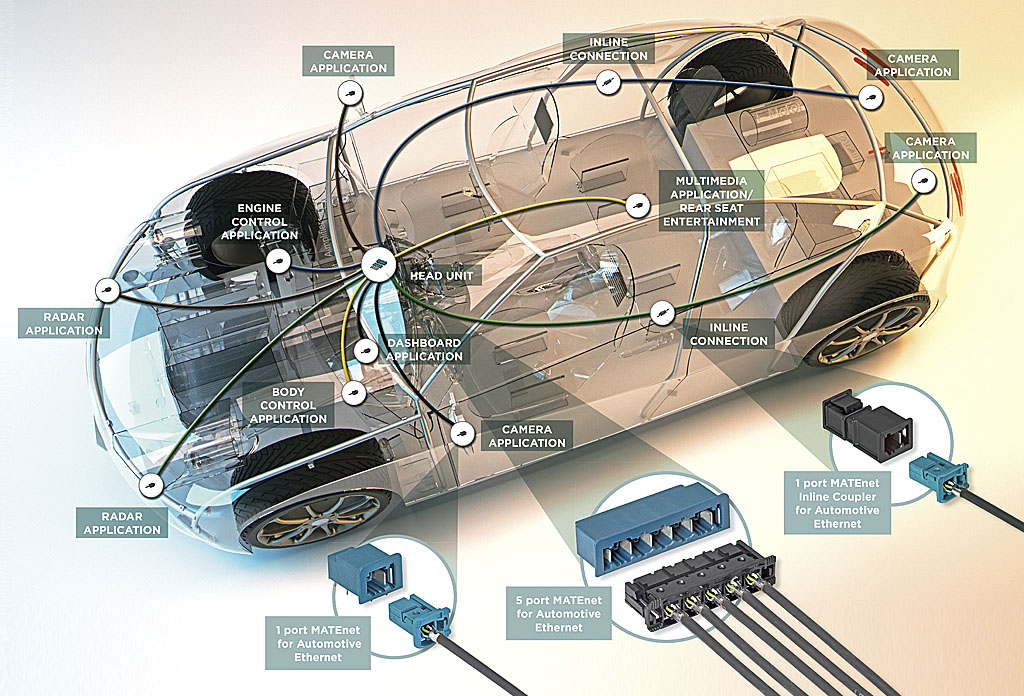 CAMERA
APPLICATION
INLINE
CONNECTION
CAMERA
APPLICATION
CAMERA
APPLICATION
MULTIMEDIA
APPLICATION/
REAR SEAT
ENTERTAINMENT
ENGINE
CONTROL
APPLICATION
HEAD UNIT
RADAR
APPLICATION
INLINE
CONNECTION
DASHBOARD
APPLICATION
BODY
CONTROL
APPLICATION
CAMERA
APPLICATION
RADAR
APPLICATION
1 port MATEnet
Inline Coupler
for Automotive
Ethernet
5 port MATEnet
for Automotive
Ethernet
1 port MATEnet
for Automotive
Ethernet